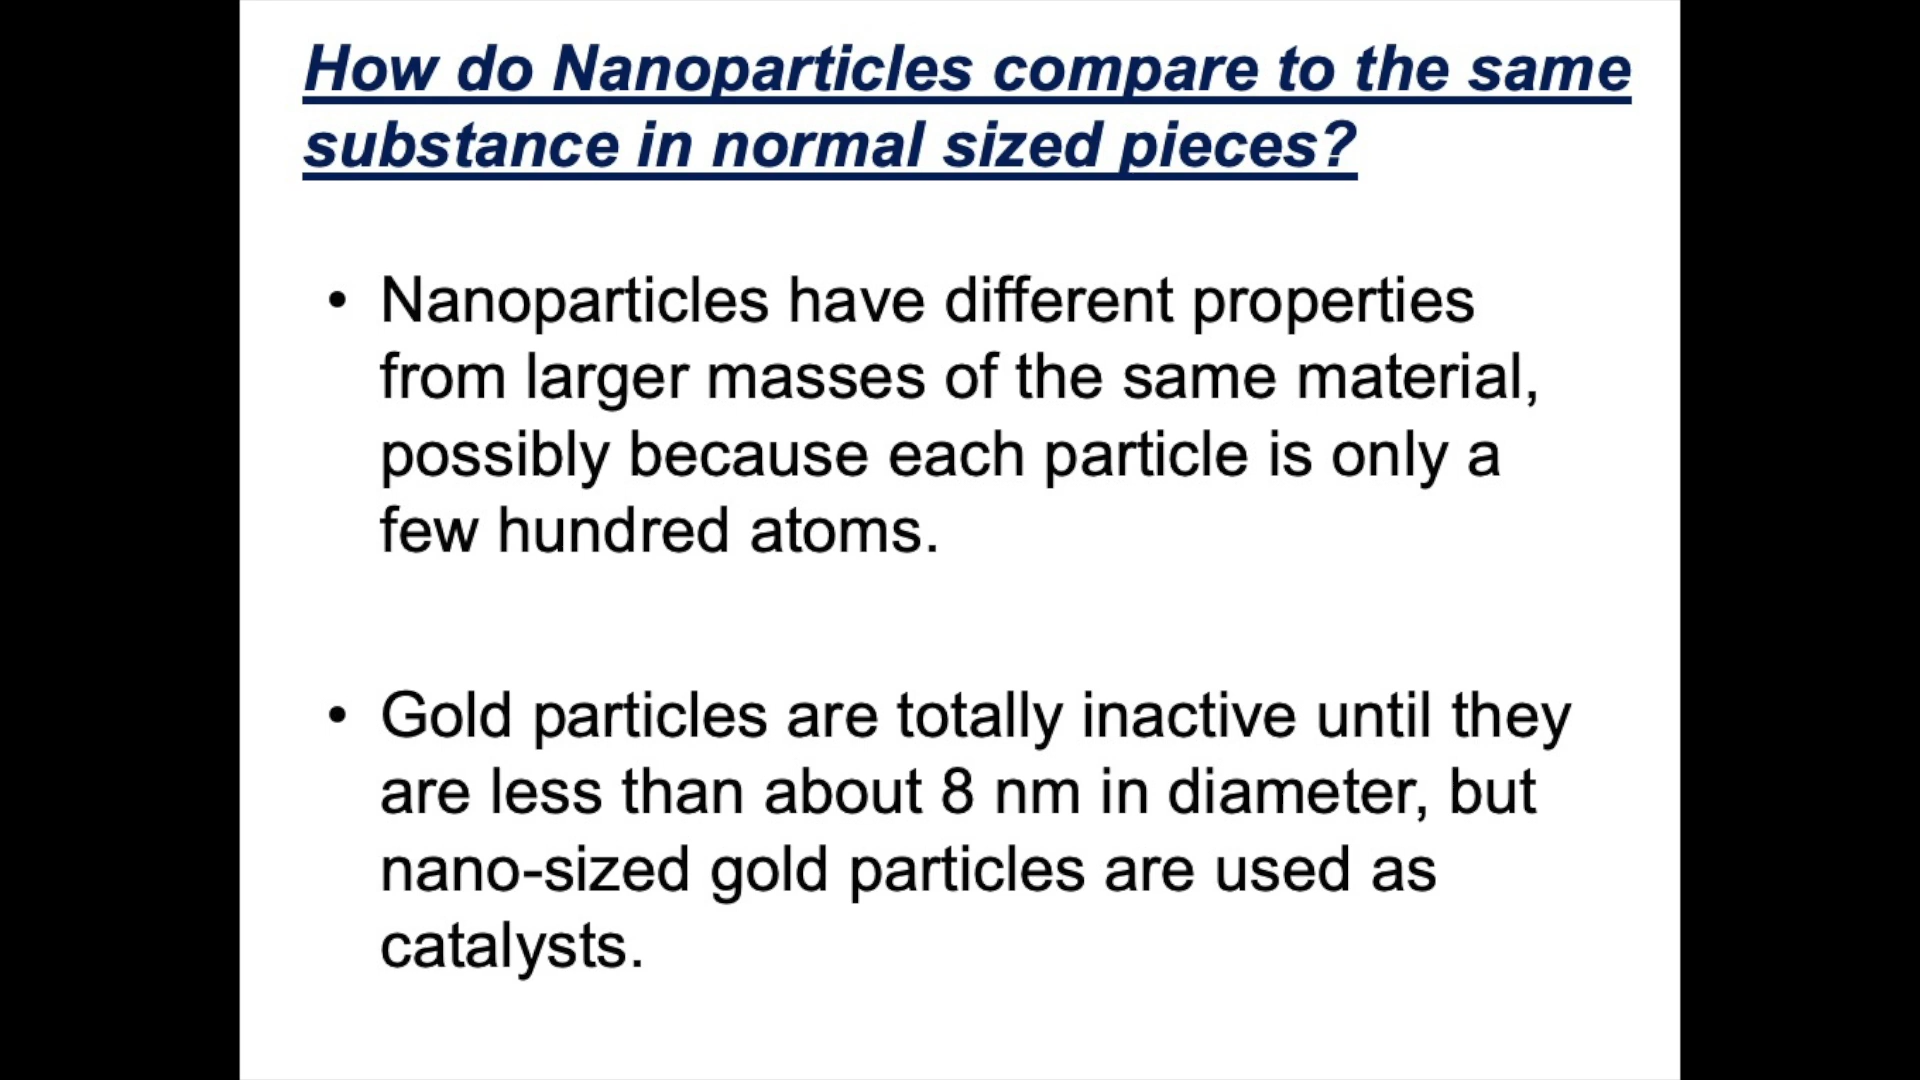 How do Nanoparticles compare to the same
substance in normal sized pieces?
• Nanoparticles have different properties
from larger masses of the same material,
possibly because each particle is only a
few hundred atoms.
• Gold particles are totally inactive until they
are less than about 8 nm in diameter, but
nano-sized gold particles are used as
catalysts.